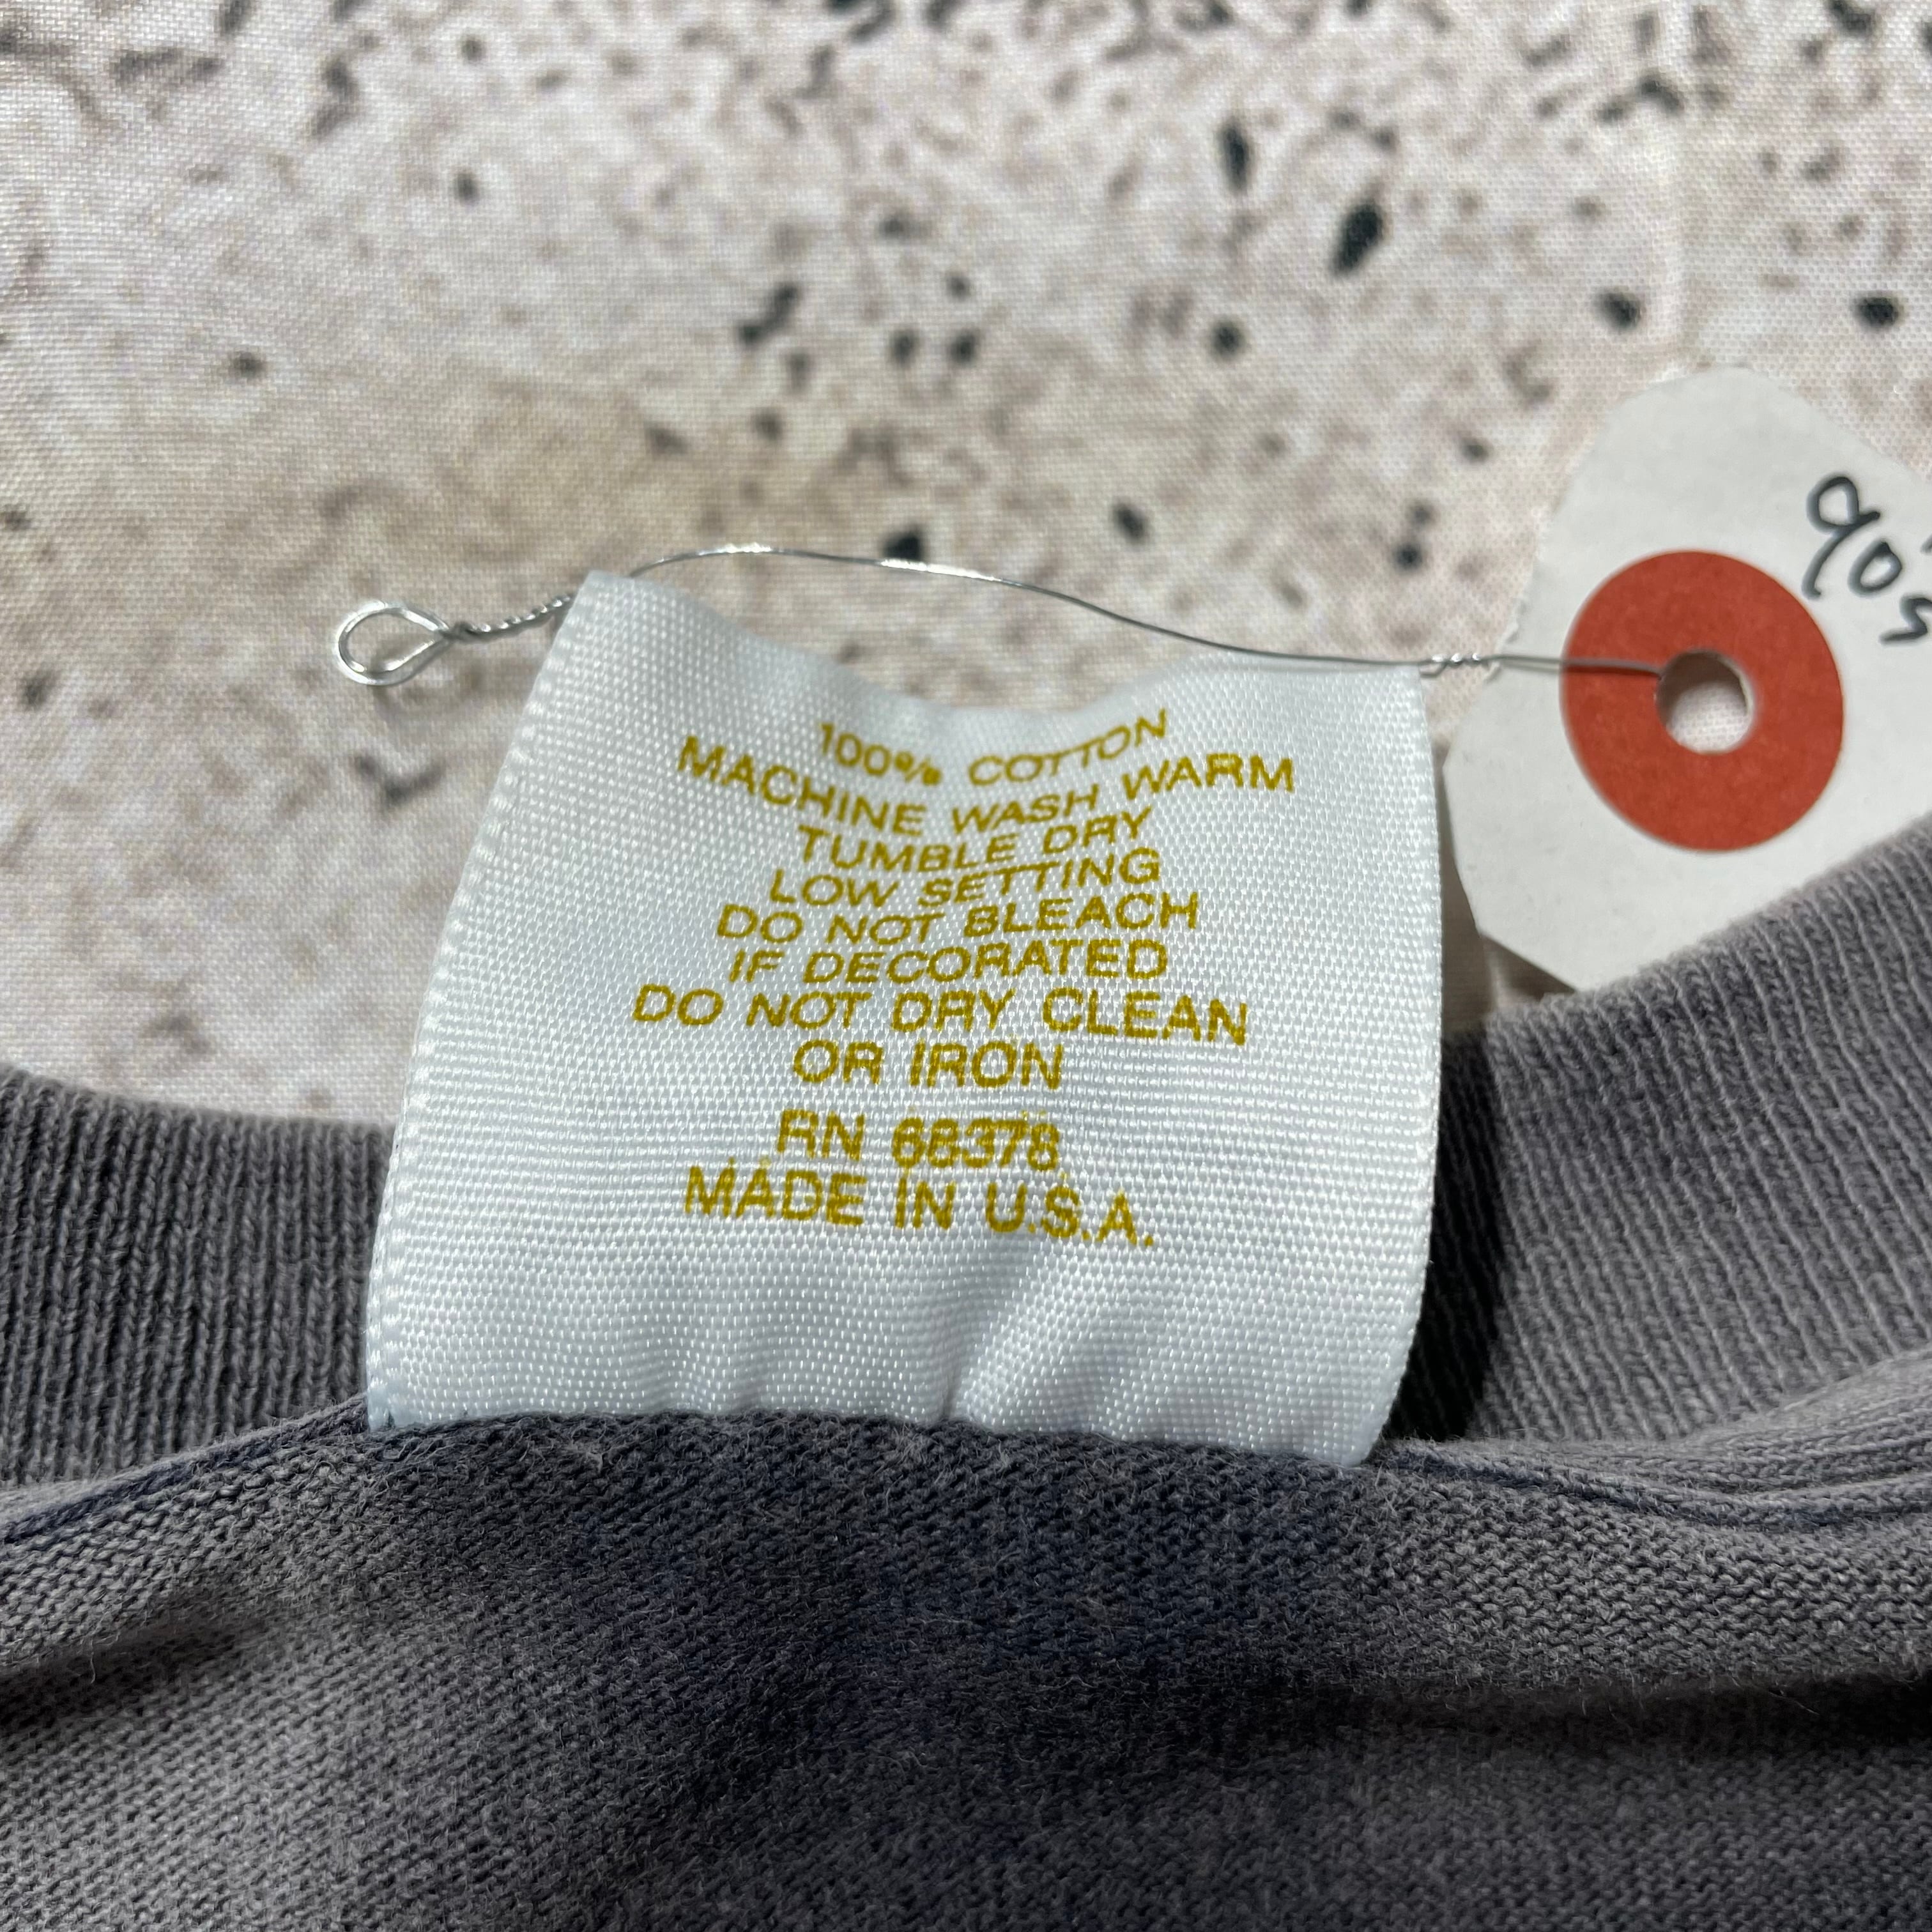 100% COTTON
MACHINE WASH WARM
TUMBLE DRY
LOW SETTING
DO NOT BLEACH
IF DECORATED
DO NOT DRY CLEAN
OR IRON
RN 68378
MADE IN U.S.A.
90s